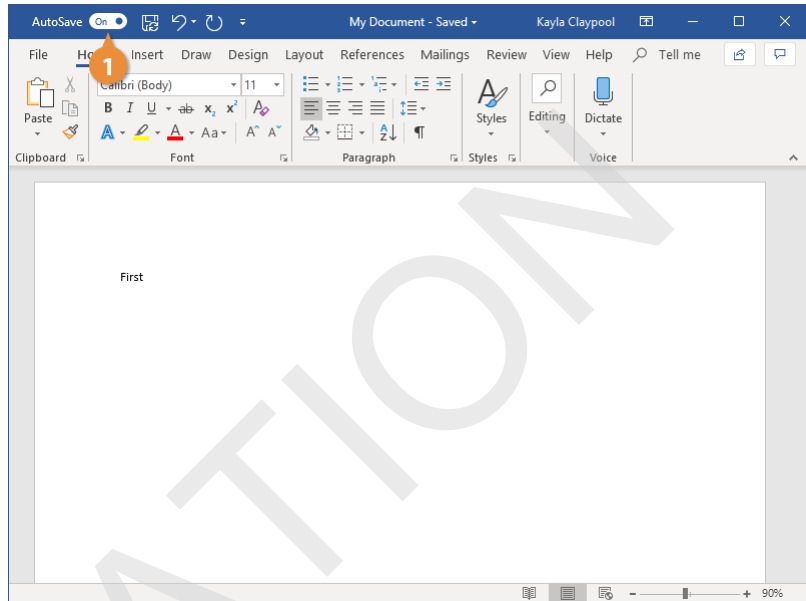 AutoSave On My Document - Saved Kayla Claypool
File Insert Draw Design Layout References Mailings Review View Help Tell me
1
Calibri (Body) 11
Paste B I U ab x₂ x² A Styles Editing Dictate
A A Aa A A
Clipboard Font Paragraph Styles Voice
First
ATION
90%